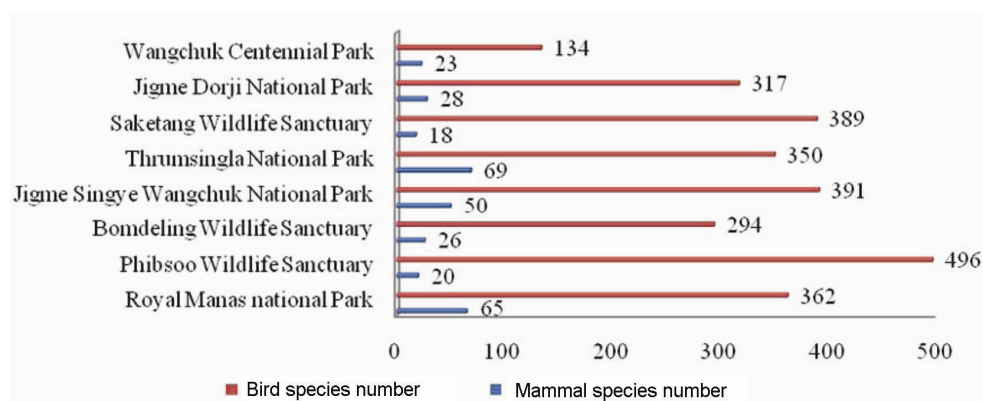 Wangchuk Centennial Park 134
23
Jigme Dorji National Park 317
28
Saketang Wildlife Sanctuary 389
18
Thrumsingla National Park 350
69
Jigme Singye Wangchuk National Park 391
50
Bomdeling Wildlife Sanctuary 294
26
Phibsoo Wildlife Sanctuary 496
20
Royal Manas national Park 362
65
0 100 200 300 400 500
Bird species number Mammal species number